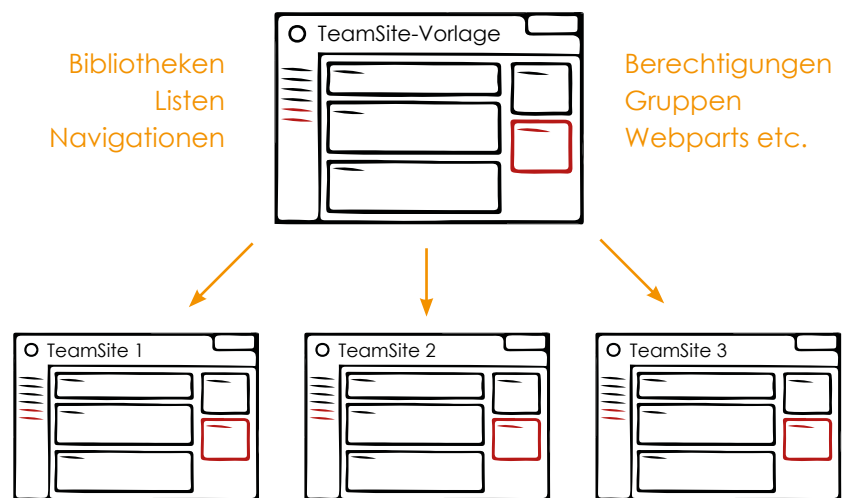 TeamSite-Vorlage
Bibliotheken
Listen
Navigationen
Berechtigungen
Gruppen
Webparts etc.
TeamSite 1
TeamSite 2
TeamSite 3